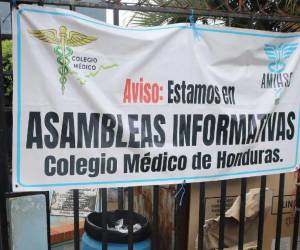 COLEGIO
MÉDICO
Aviso: Estamos en
ASAMBLEAS INFORMATIVAS
Colegio Médico de Honduras.